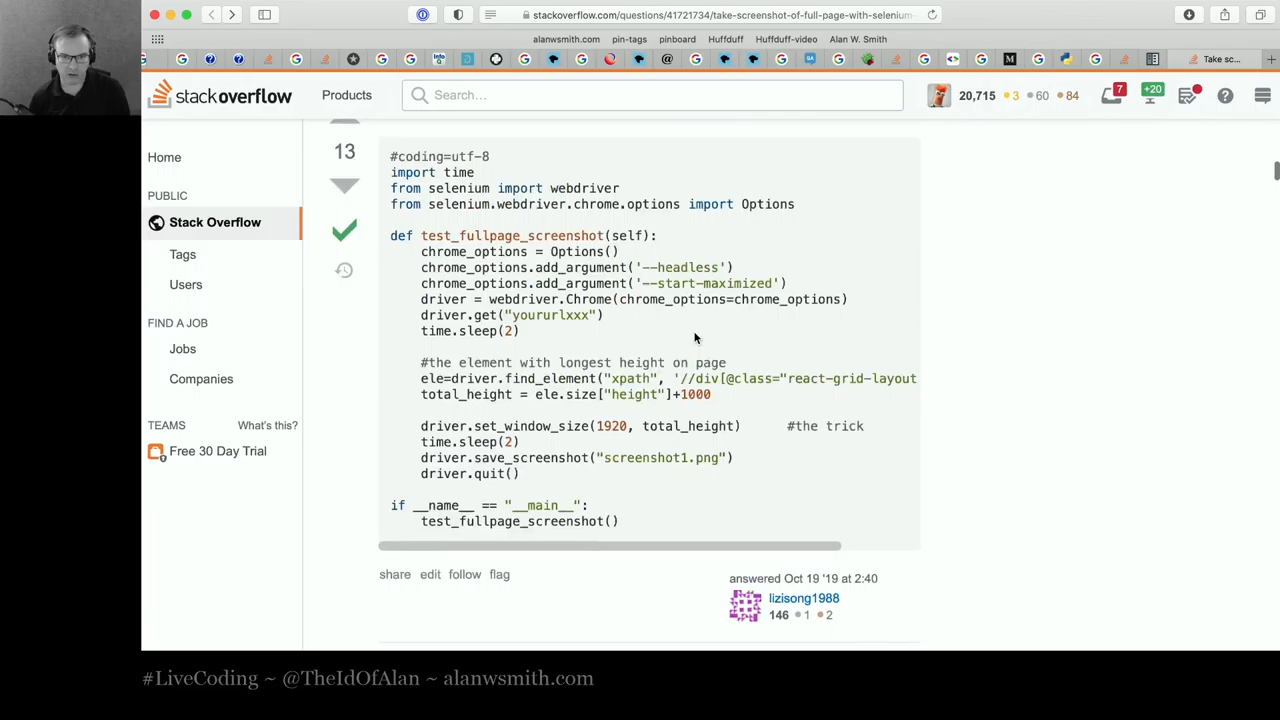 stackoverflow.com/questions/41721734/take-screenshot-of-full-page-with-selenium-
alanwsmith.com pin-tags pinboard Huffduff Huffduff-video Alan W. Smith
Take sc...
stackoverflow Products Search... 20,715 3 60 84 7 +20
Home
PUBLIC
Stack Overflow
Tags
Users
FIND A JOB
Jobs
Companies
TEAMS What's this?
Free 30 Day Trial
13
#coding=utf-8
import time
from selenium import webdriver
from selenium.webdriver.chrome.options import Options
def test_fullpage_screenshot(self):
chrome_options = Options()
chrome_options.add_argument('--headless')
chrome_options.add_argument('--start-maximized')
driver = webdriver.Chrome(chrome_options=chrome_options)
driver.get("yoururlxxx")
time.sleep(2)
#the element with longest height on page
ele=driver.find_element("xpath", '//div[@class="react-grid-layout
total_height = ele.size["height"]+1000
driver.set_window_size(1920, total_height) #the trick
time.sleep(2)
driver.save_screenshot("screenshot1.png")
driver.quit()
if __name__ == "__main__":
test_fullpage_screenshot()
share edit follow flag
answered Oct 19 '19 at 2:40
lizisong1988
146 1 2
#LiveCoding ~ @TheIdOfAlan ~ alanwsmith.com